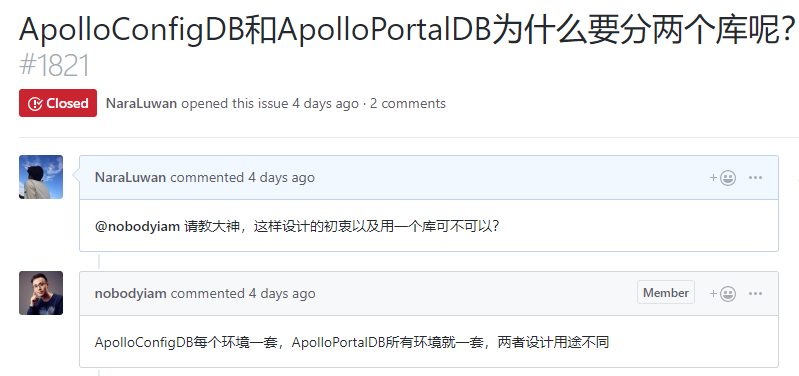 ApolloConfigDB和ApolloPortalDB为什么要分两个库呢?
#1821
Closed NaraLuwan opened this issue 4 days ago · 2 comments
NaraLuwan commented 4 days ago
@nobodyiam 请教大神，这样设计的初衷以及用一个库可不可以?
nobodyiam commented 4 days ago Member
ApolloConfigDB每个环境一套，ApolloPortalDB所有环境就一套，两者设计用途不同